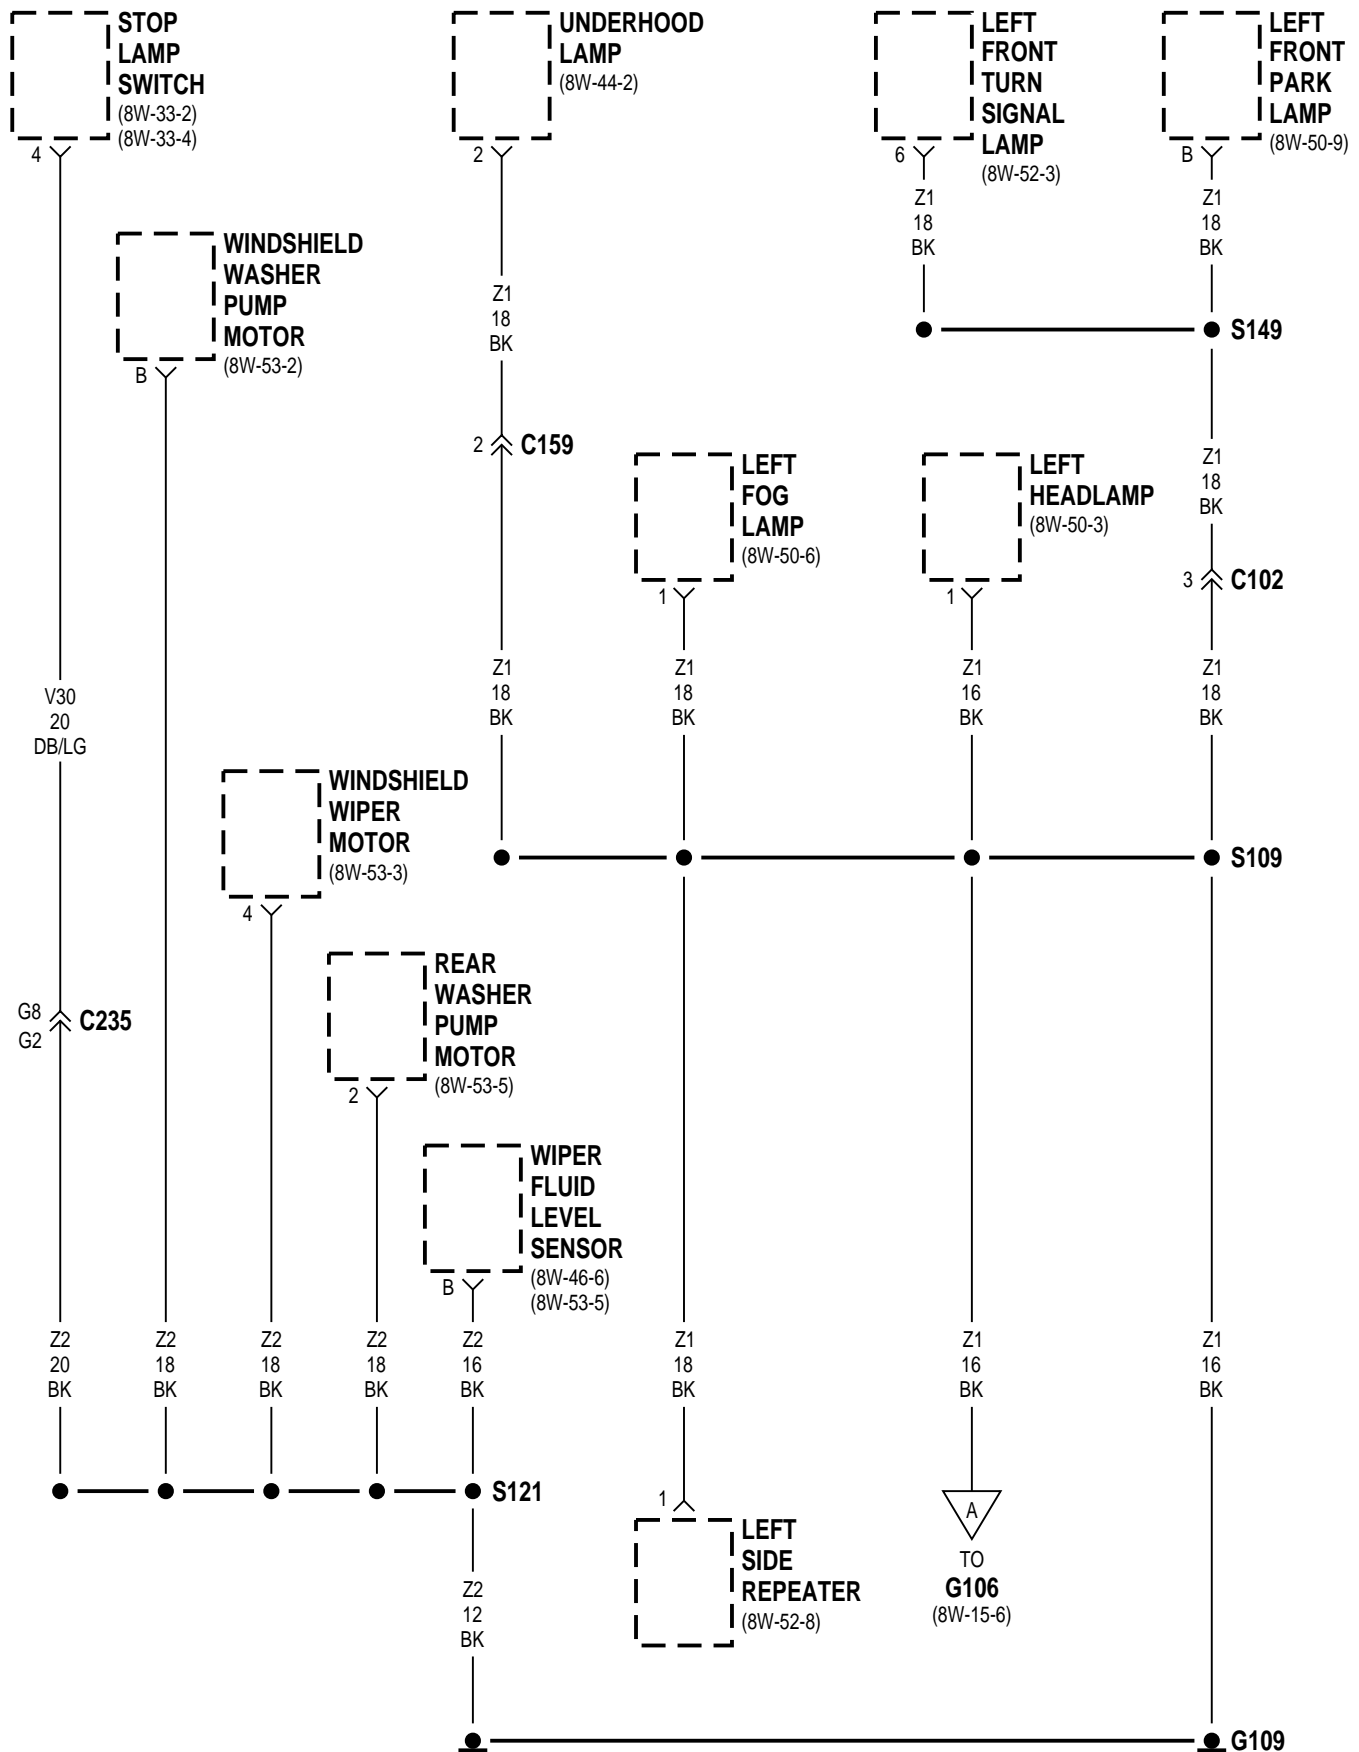 STOP
LAMP
SWITCH
(8W-33-2)
(8W-33-4)
4
UNDERHOOD
LAMP
(8W-44-2)
2
LEFT
FRONT
TURN
SIGNAL
LAMP
(8W-52-3)
6
LEFT
FRONT
PARK
LAMP
(8W-50-9)
B
Z1
18
BK
Z1
18
BK
WINDSHIELD
WASHER
PUMP
MOTOR
(8W-53-2)
B
Z1
18
BK
S149
2
C159
LEFT
FOG
LAMP
(8W-50-6)
1
LEFT
HEADLAMP
(8W-50-3)
1
Z1
18
BK
3
C102
V30
20
DB/LG
Z1
18
BK
Z1
18
BK
Z1
16
BK
Z1
18
BK
WINDSHIELD
WIPER
MOTOR
(8W-53-3)
4
S109
REAR
WASHER
PUMP
MOTOR
(8W-53-5)
2
G8
G2
C235
WIPER
FLUID
LEVEL
SENSOR
(8W-46-6)
(8W-53-5)
B
Z2
20
BK
Z2
18
BK
Z2
18
BK
Z2
18
BK
Z2
16
BK
Z1
18
BK
Z1
16
BK
Z1
16
BK
S121
1
LEFT
SIDE
REPEATER
(8W-52-8)
A
TO
G106
(8W-15-6)
Z2
12
BK
G109